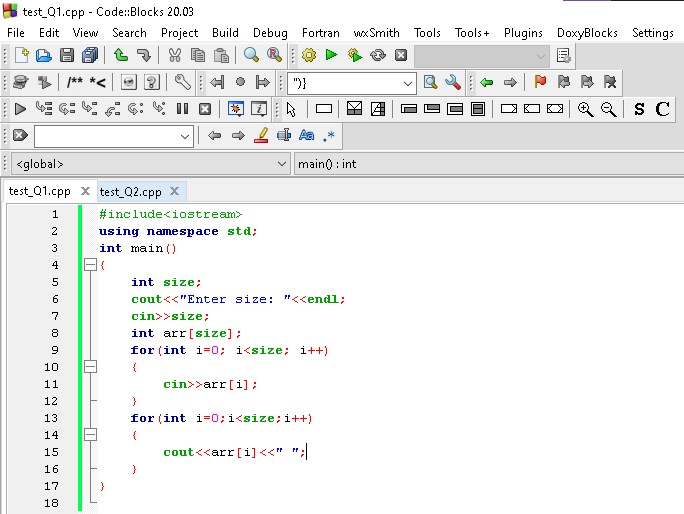 test_Q1.cpp - Code::Blocks 20.03
File Edit View Search Project Build Debug Fortran wxSmith Tools Tools+ Plugins DoxyBlocks Settings
/** *< ")}
S C
Aa .*
<global> main() : int
test_Q1.cpp X test_Q2.cpp X
1 #include<iostream>
2 using namespace std;
3 int main()
4 {
5 int size;
6 cout<<"Enter size: "<<endl;
7 cin>>size;
8 int arr[size];
9 for(int i=0; i<size; i++)
10 {
11 cin>>arr[i];
12 }
13 for(int i=0;i<size;i++)
14 {
15 cout<<arr[i]<<" ";
16 }
17 }
18